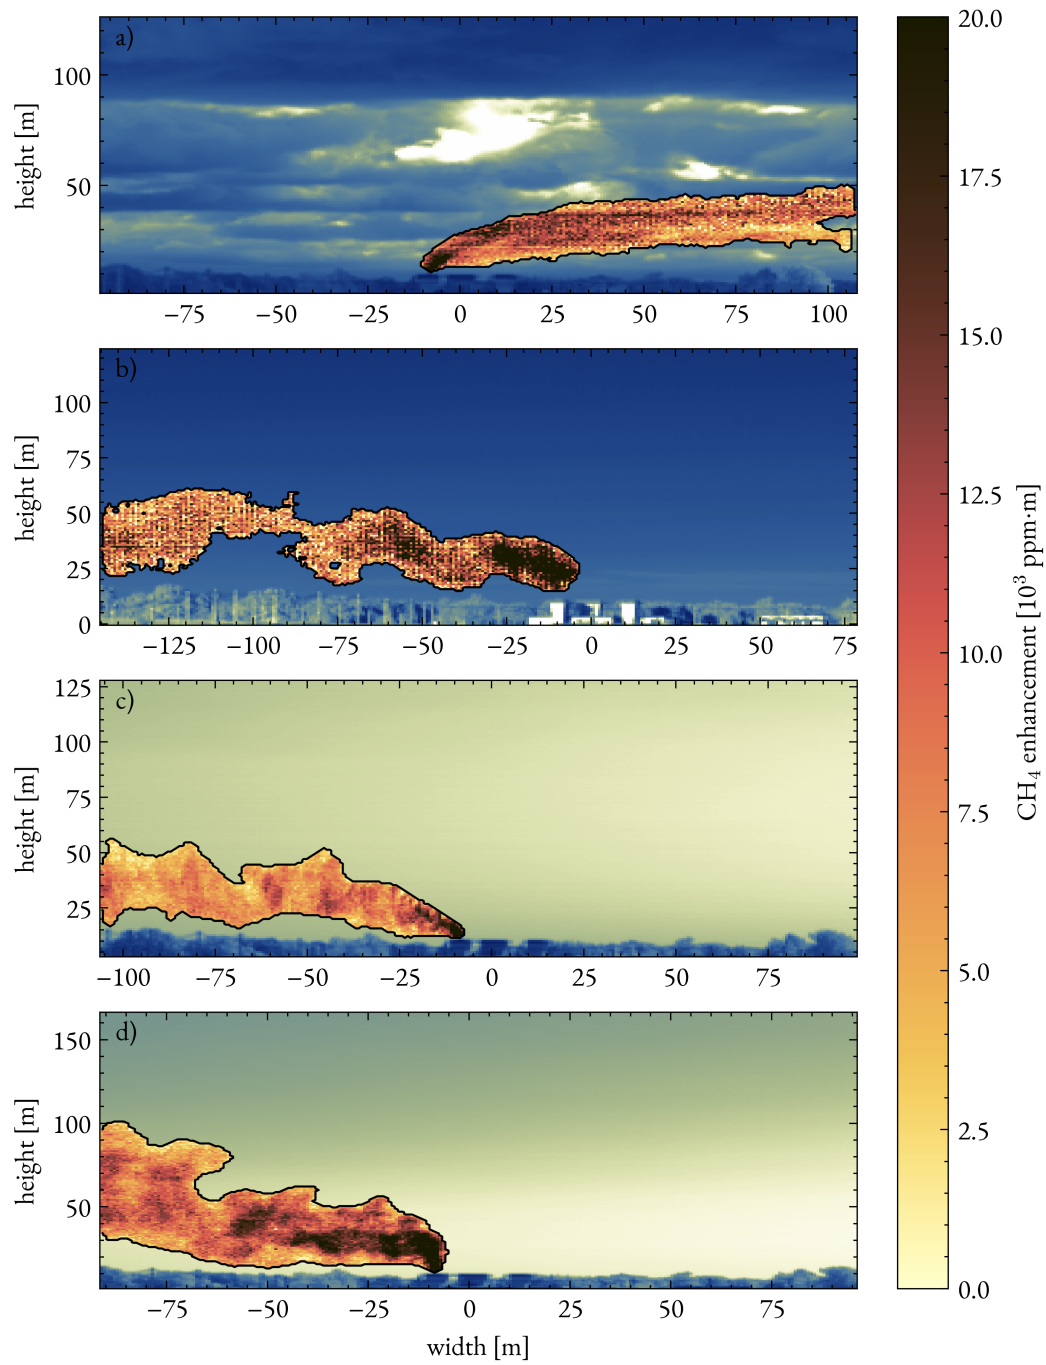 a)
100
50
height [m]
−75 −50 −25 0 25 50 75 100
b)
100
75
50
25
0
height [m]
−125 −100 −75 −50 −25 0 25 50 75
c)
125
100
75
50
25
height [m]
−100 −75 −50 −25 0 25 50 75
d)
150
100
50
height [m]
−75 −50 −25 0 25 50 75
width [m]
20.0
17.5
15.0
12.5
10.0
7.5
5.0
2.5
0.0
CH₄ enhancement [10³ ppm·m]